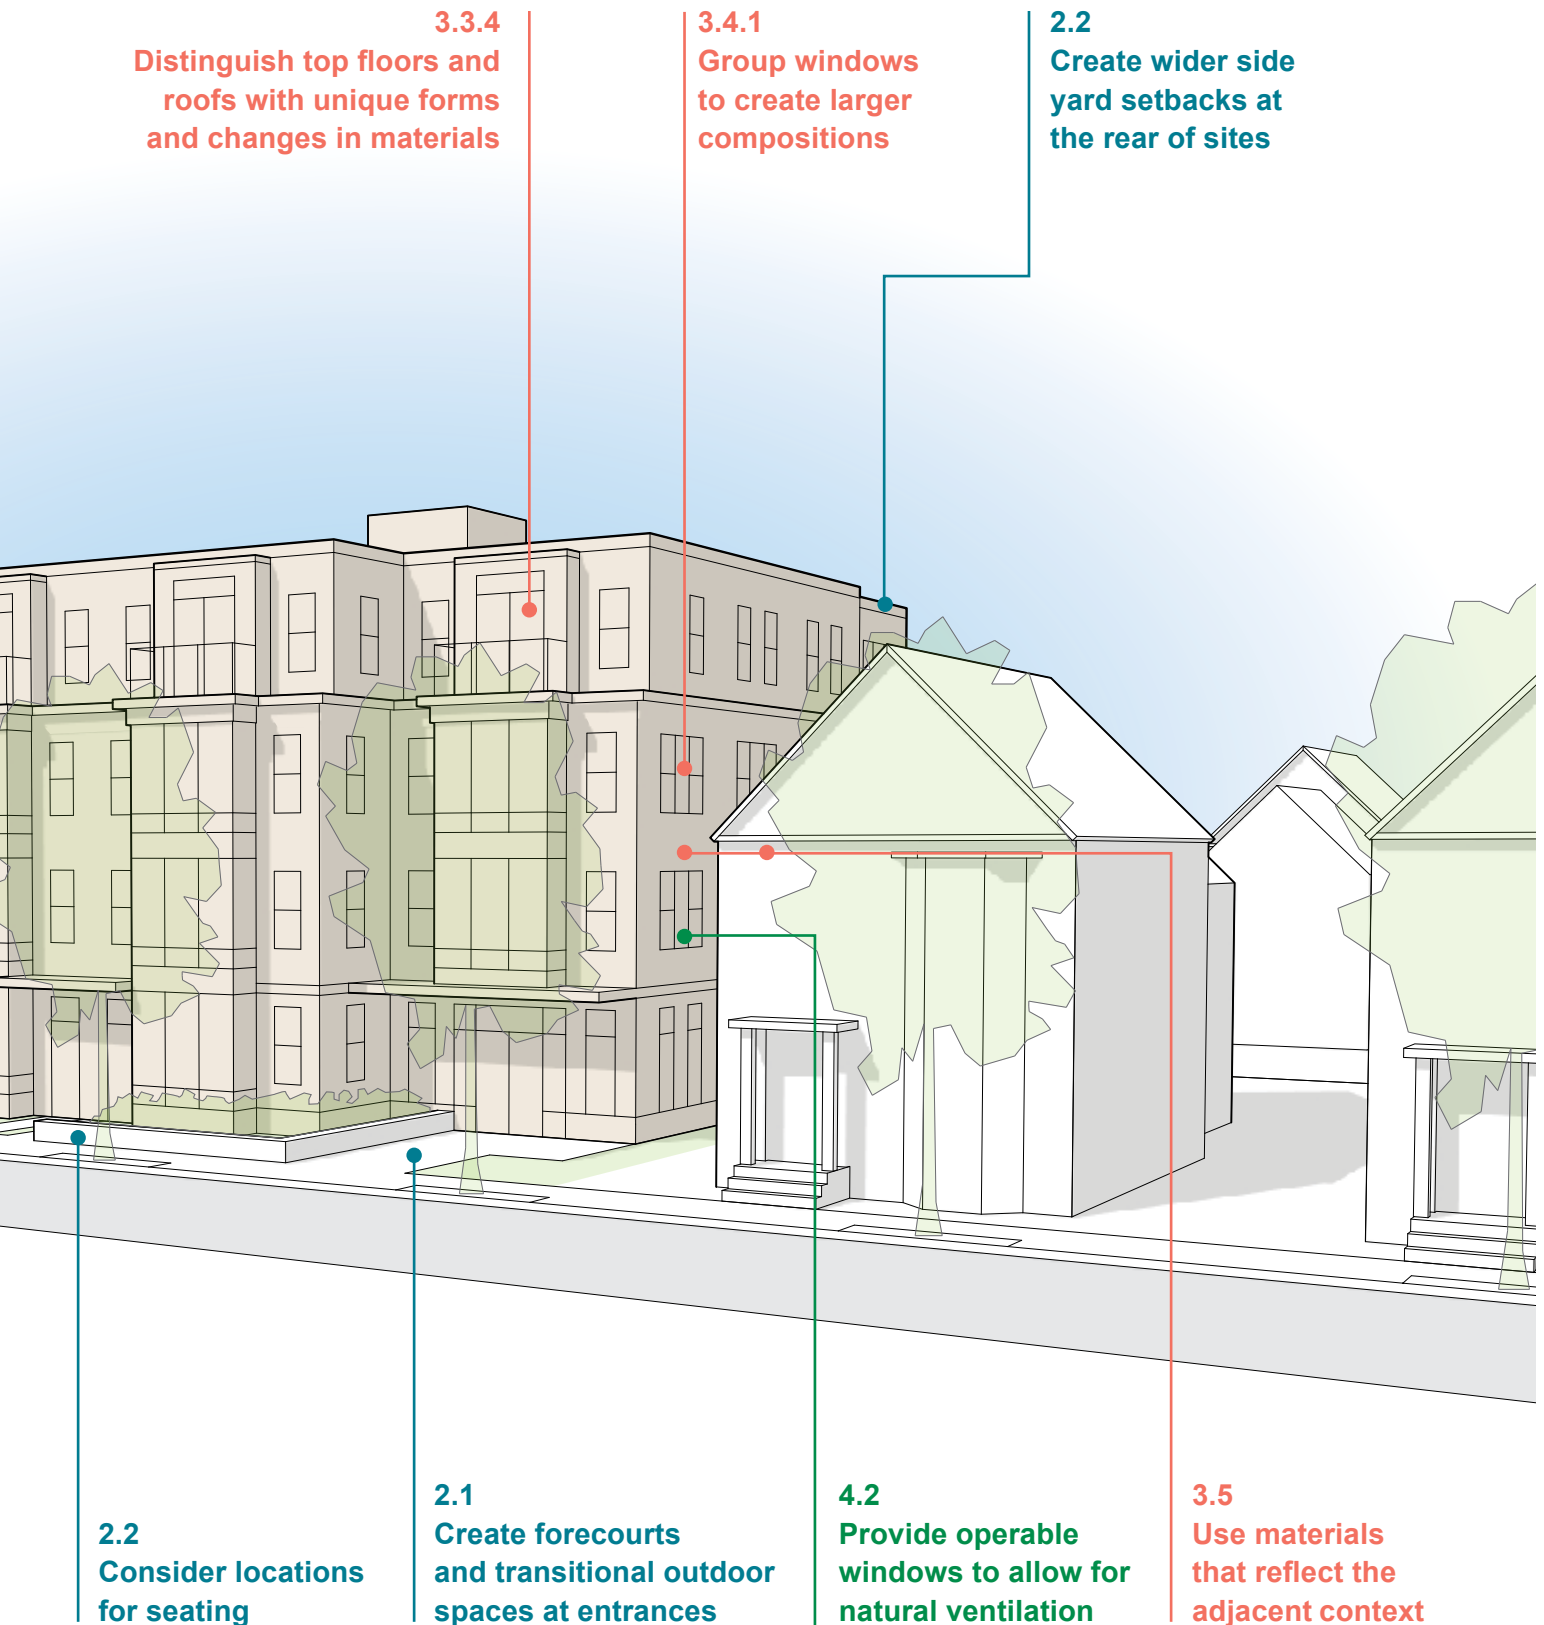 3.3.4
Distinguish top floors and
roofs with unique forms
and changes in materials
3.4.1
Group windows
to create larger
compositions
2.2
Create wider side
yard setbacks at
the rear of sites
2.2
Consider locations
for seating
2.1
Create forecourts
and transitional outdoor
spaces at entrances
4.2
Provide operable
windows to allow for
natural ventilation
3.5
Use materials
that reflect the
adjacent context